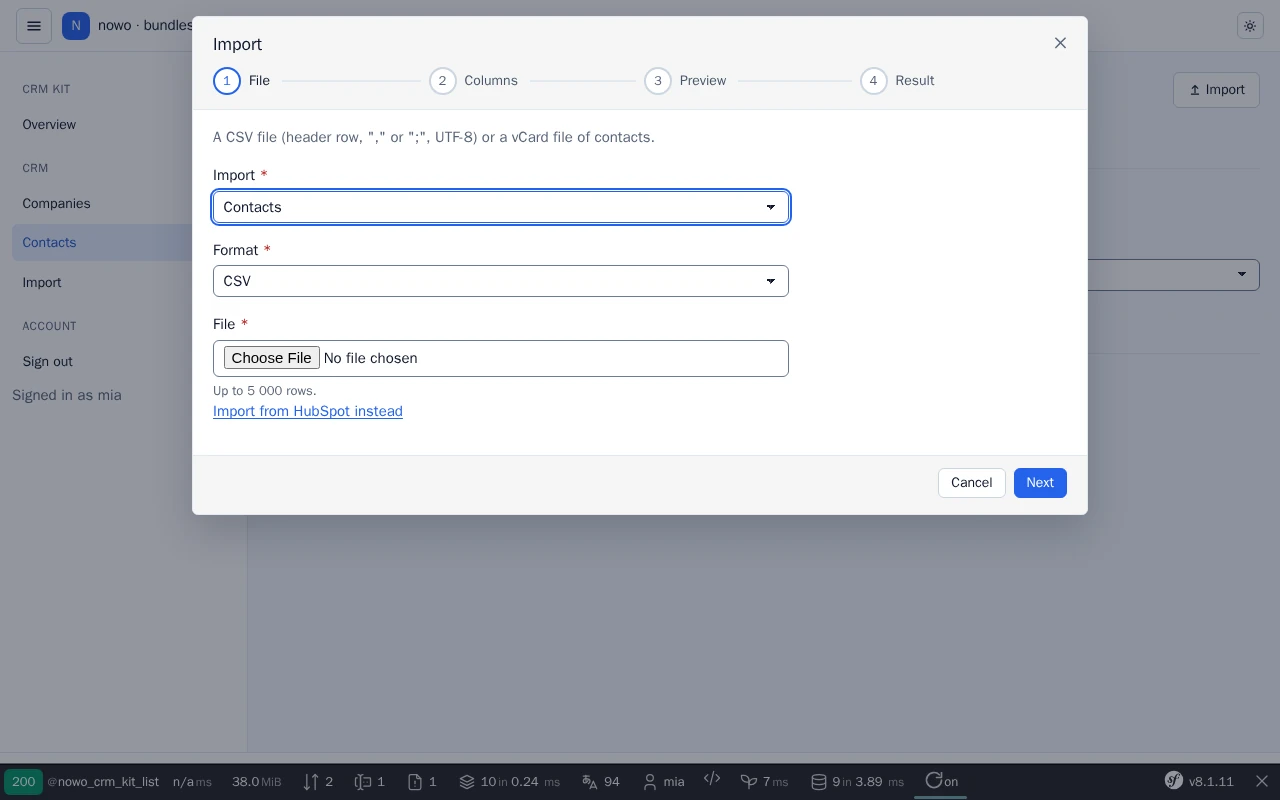 N nowo · bundles
Import
1 File 2 Columns 3 Preview 4 Result
A CSV file (header row, "," or ";", UTF-8) or a vCard file of contacts.
Import *
Contacts
Format *
CSV
File *
Choose File No file chosen
Up to 5 000 rows.
Import from HubSpot instead
Cancel Next
CRM KIT
Overview
CRM
Companies
Contacts
Import
ACCOUNT
Sign out
Signed in as mia
Import
200 @nowo_crm_kit_list n/a ms 38.0 MiB 2 1 1 10 in 0.24 ms 94 mia 7 ms 9 in 3.89 ms on sf v8.1.11